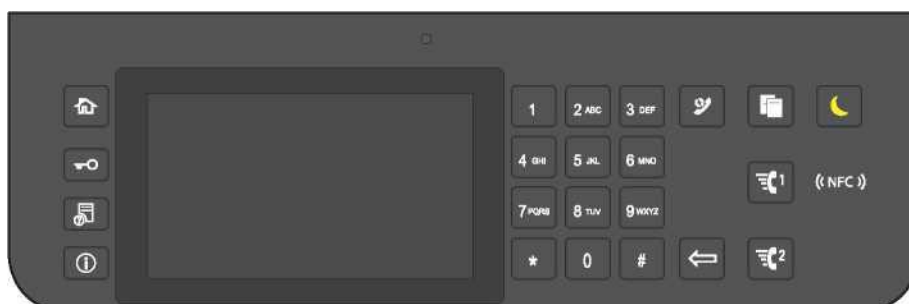 1 2 ABC 3 DEF
4 GHI 5 JKL 6 MNO
1 ((NFC))
7 PQRS 8 TUV 9 WXYZ
* 0 # 2